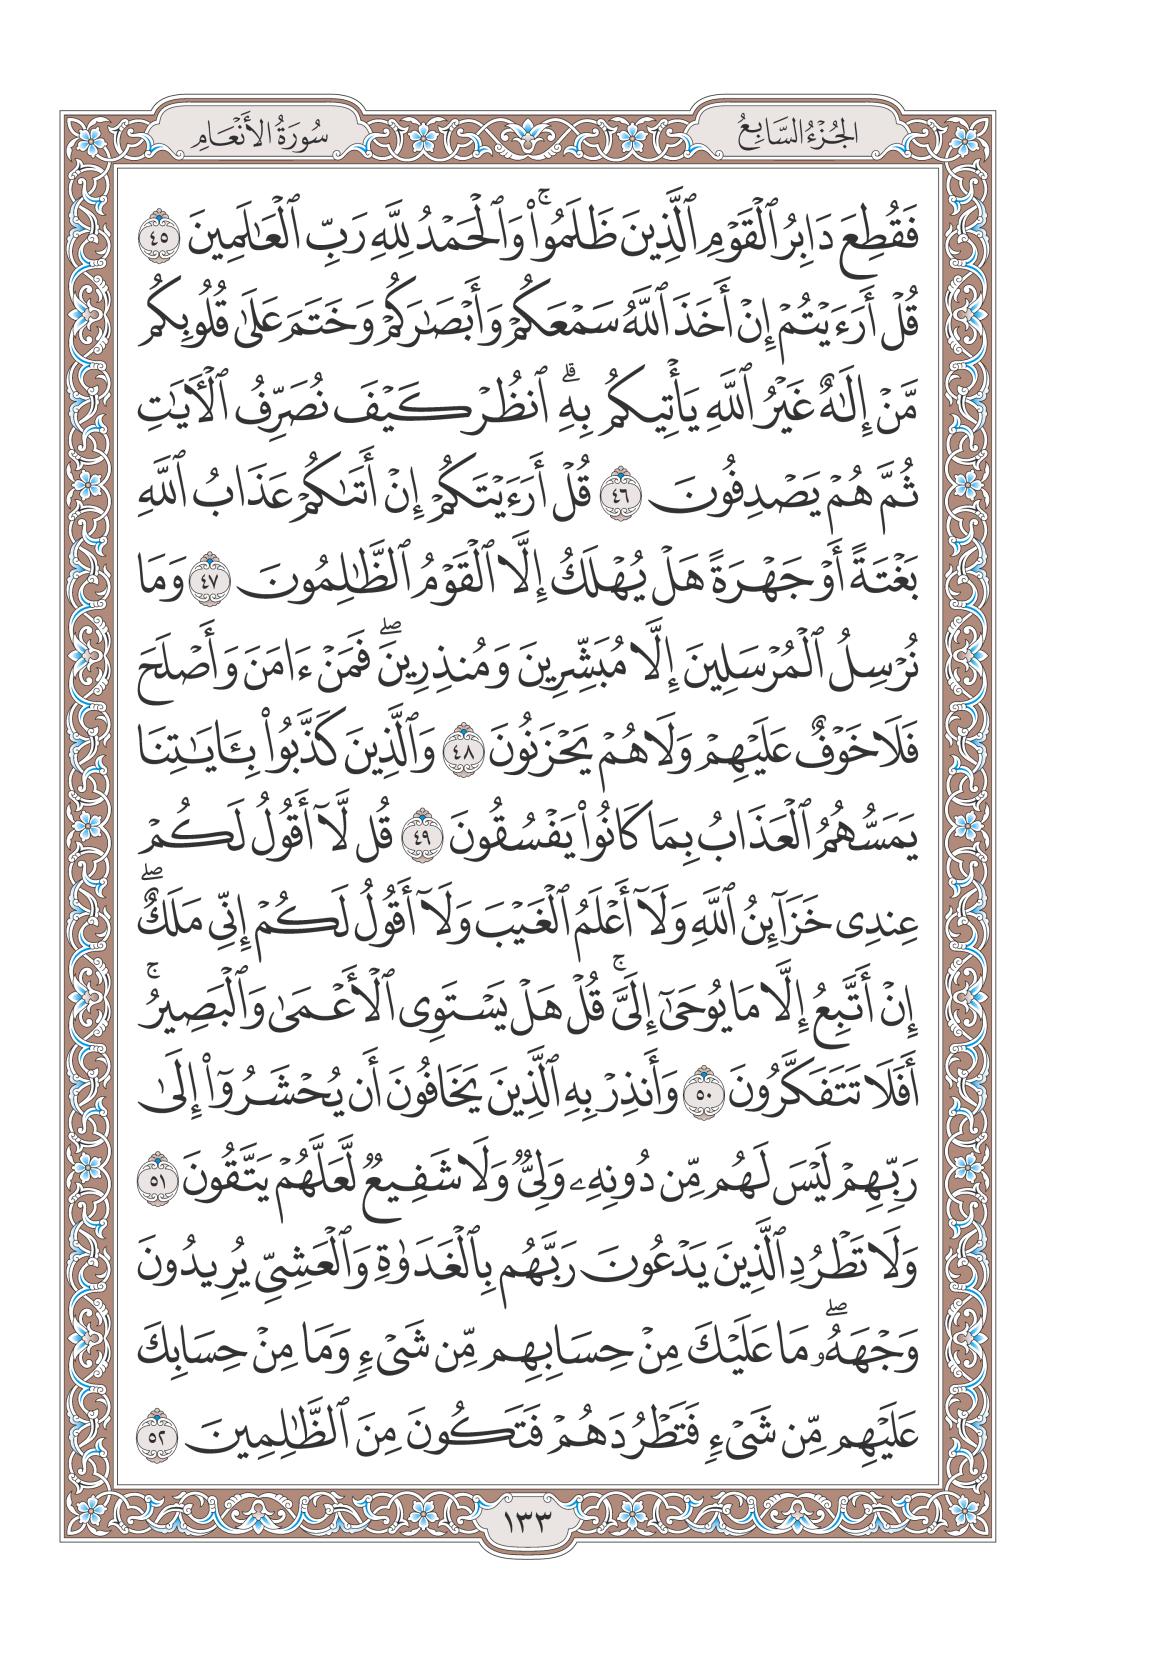 الجُزْءُ السَّابِعُ
سُورَةُ الأَنْعَامِ
فَقُطِعَ دَابِرُ ٱلْقَوْمِ ٱلَّذِينَ ظَلَمُوا۟ ۚ وَٱلْحَمْدُ لِلَّهِ رَبِّ ٱلْعَـٰلَمِينَ ٤٥
قُلْ أَرَءَيْتُمْ إِنْ أَخَذَ ٱللَّهُ سَمْعَكُمْ وَأَبْصَـٰرَكُمْ وَخَتَمَ عَلَىٰ قُلُوبِكُم
مَّنْ إِلَـٰهٌ غَيْرُ ٱللَّهِ يَأْتِيكُم بِهِ ۗ ٱنظُرْ كَيْفَ نُصَرِّفُ ٱلْـَٔايَـٰتِ
ثُمَّ هُمْ يَصْدِفُونَ ٤٦ قُلْ أَرَءَيْتَكُمْ إِنْ أَتَىٰكُمْ عَذَابُ ٱللَّهِ
بَغْتَةً أَوْ جَهْرَةً هَلْ يُهْلَكُ إِلَّا ٱلْقَوْمُ ٱلظَّـٰلِمُونَ ٤٧ وَمَا
نُرْسِلُ ٱلْمُرْسَلِينَ إِلَّا مُبَشِّرِينَ وَمُنذِرِينَ ۖ فَمَنْ ءَامَنَ وَأَصْلَحَ
فَلَا خَوْفٌ عَلَيْهِمْ وَلَا هُمْ يَحْزَنُونَ ٤٨ وَٱلَّذِينَ كَذَّبُوا۟ بِـَٔايَـٰتِنَا
يَمَسُّهُمُ ٱلْعَذَابُ بِمَا كَانُوا۟ يَفْسُقُونَ ٤٩ قُل لَّآ أَقُولُ لَكُمْ
عِندِى خَزَآئِنُ ٱللَّهِ وَلَآ أَعْلَمُ ٱلْغَيْبَ وَلَآ أَقُولُ لَكُمْ إِنِّى مَلَكٌ ۖ
إِنْ أَتَّبِعُ إِلَّا مَا يُوحَىٰٓ إِلَىَّ ۚ قُلْ هَلْ يَسْتَوِى ٱلْأَعْمَىٰ وَٱلْبَصِيرُ ۚ
أَفَلَا تَتَفَكَّرُونَ ٥٠ وَأَنذِرْ بِهِ ٱلَّذِينَ يَخَافُونَ أَن يُحْشَرُوٓا۟ إِلَىٰ
رَبِّهِمْ لَيْسَ لَهُم مِّن دُونِهِۦ وَلِىٌّ وَلَا شَفِيعٌ لَّعَلَّهُمْ يَتَّقُونَ ٥١
وَلَا تَطْرُدِ ٱلَّذِينَ يَدْعُونَ رَبَّهُم بِٱلْغَدَوٰةِ وَٱلْعَشِىِّ يُرِيدُونَ
وَجْهَهُۥ ۖ مَا عَلَيْكَ مِنْ حِسَابِهِم مِّن شَىْءٍ وَمَا مِنْ حِسَابِكَ
عَلَيْهِم مِّن شَىْءٍ فَتَطْرُدَهُمْ فَتَكُونَ مِنَ ٱلظَّـٰلِمِينَ ٥٢
١٣٣